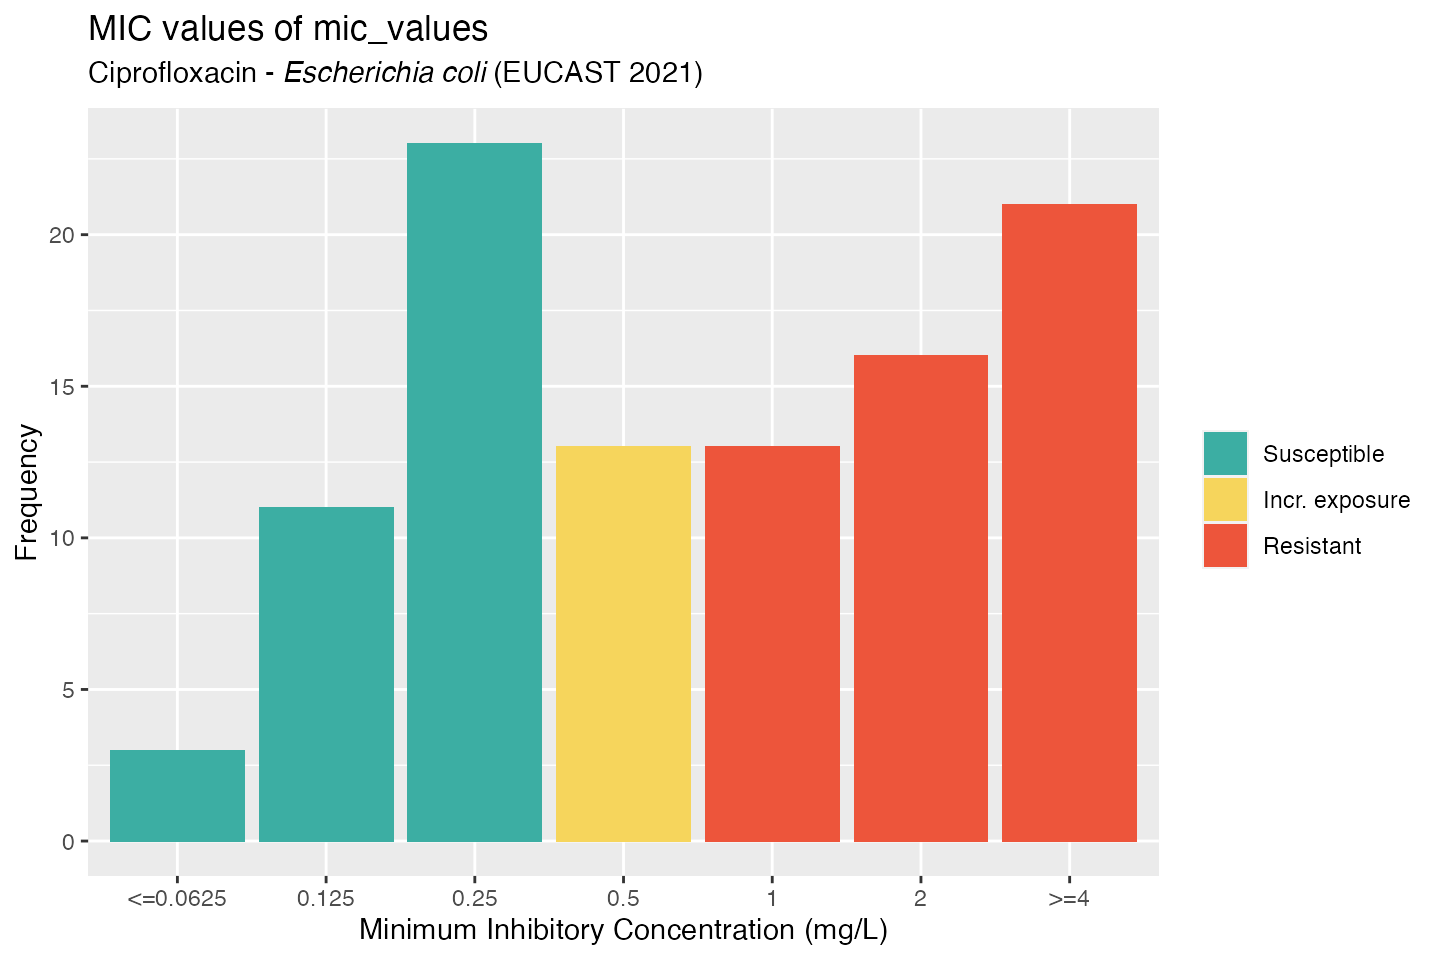 MIC values of mic_values
Ciprofloxacin - Escherichia coli (EUCAST 2021)
Frequency
20
15
10
5
0
<=0.0625 0.125 0.25 0.5 1 2 >=4
Minimum Inhibitory Concentration (mg/L)
Susceptible
Incr. exposure
Resistant